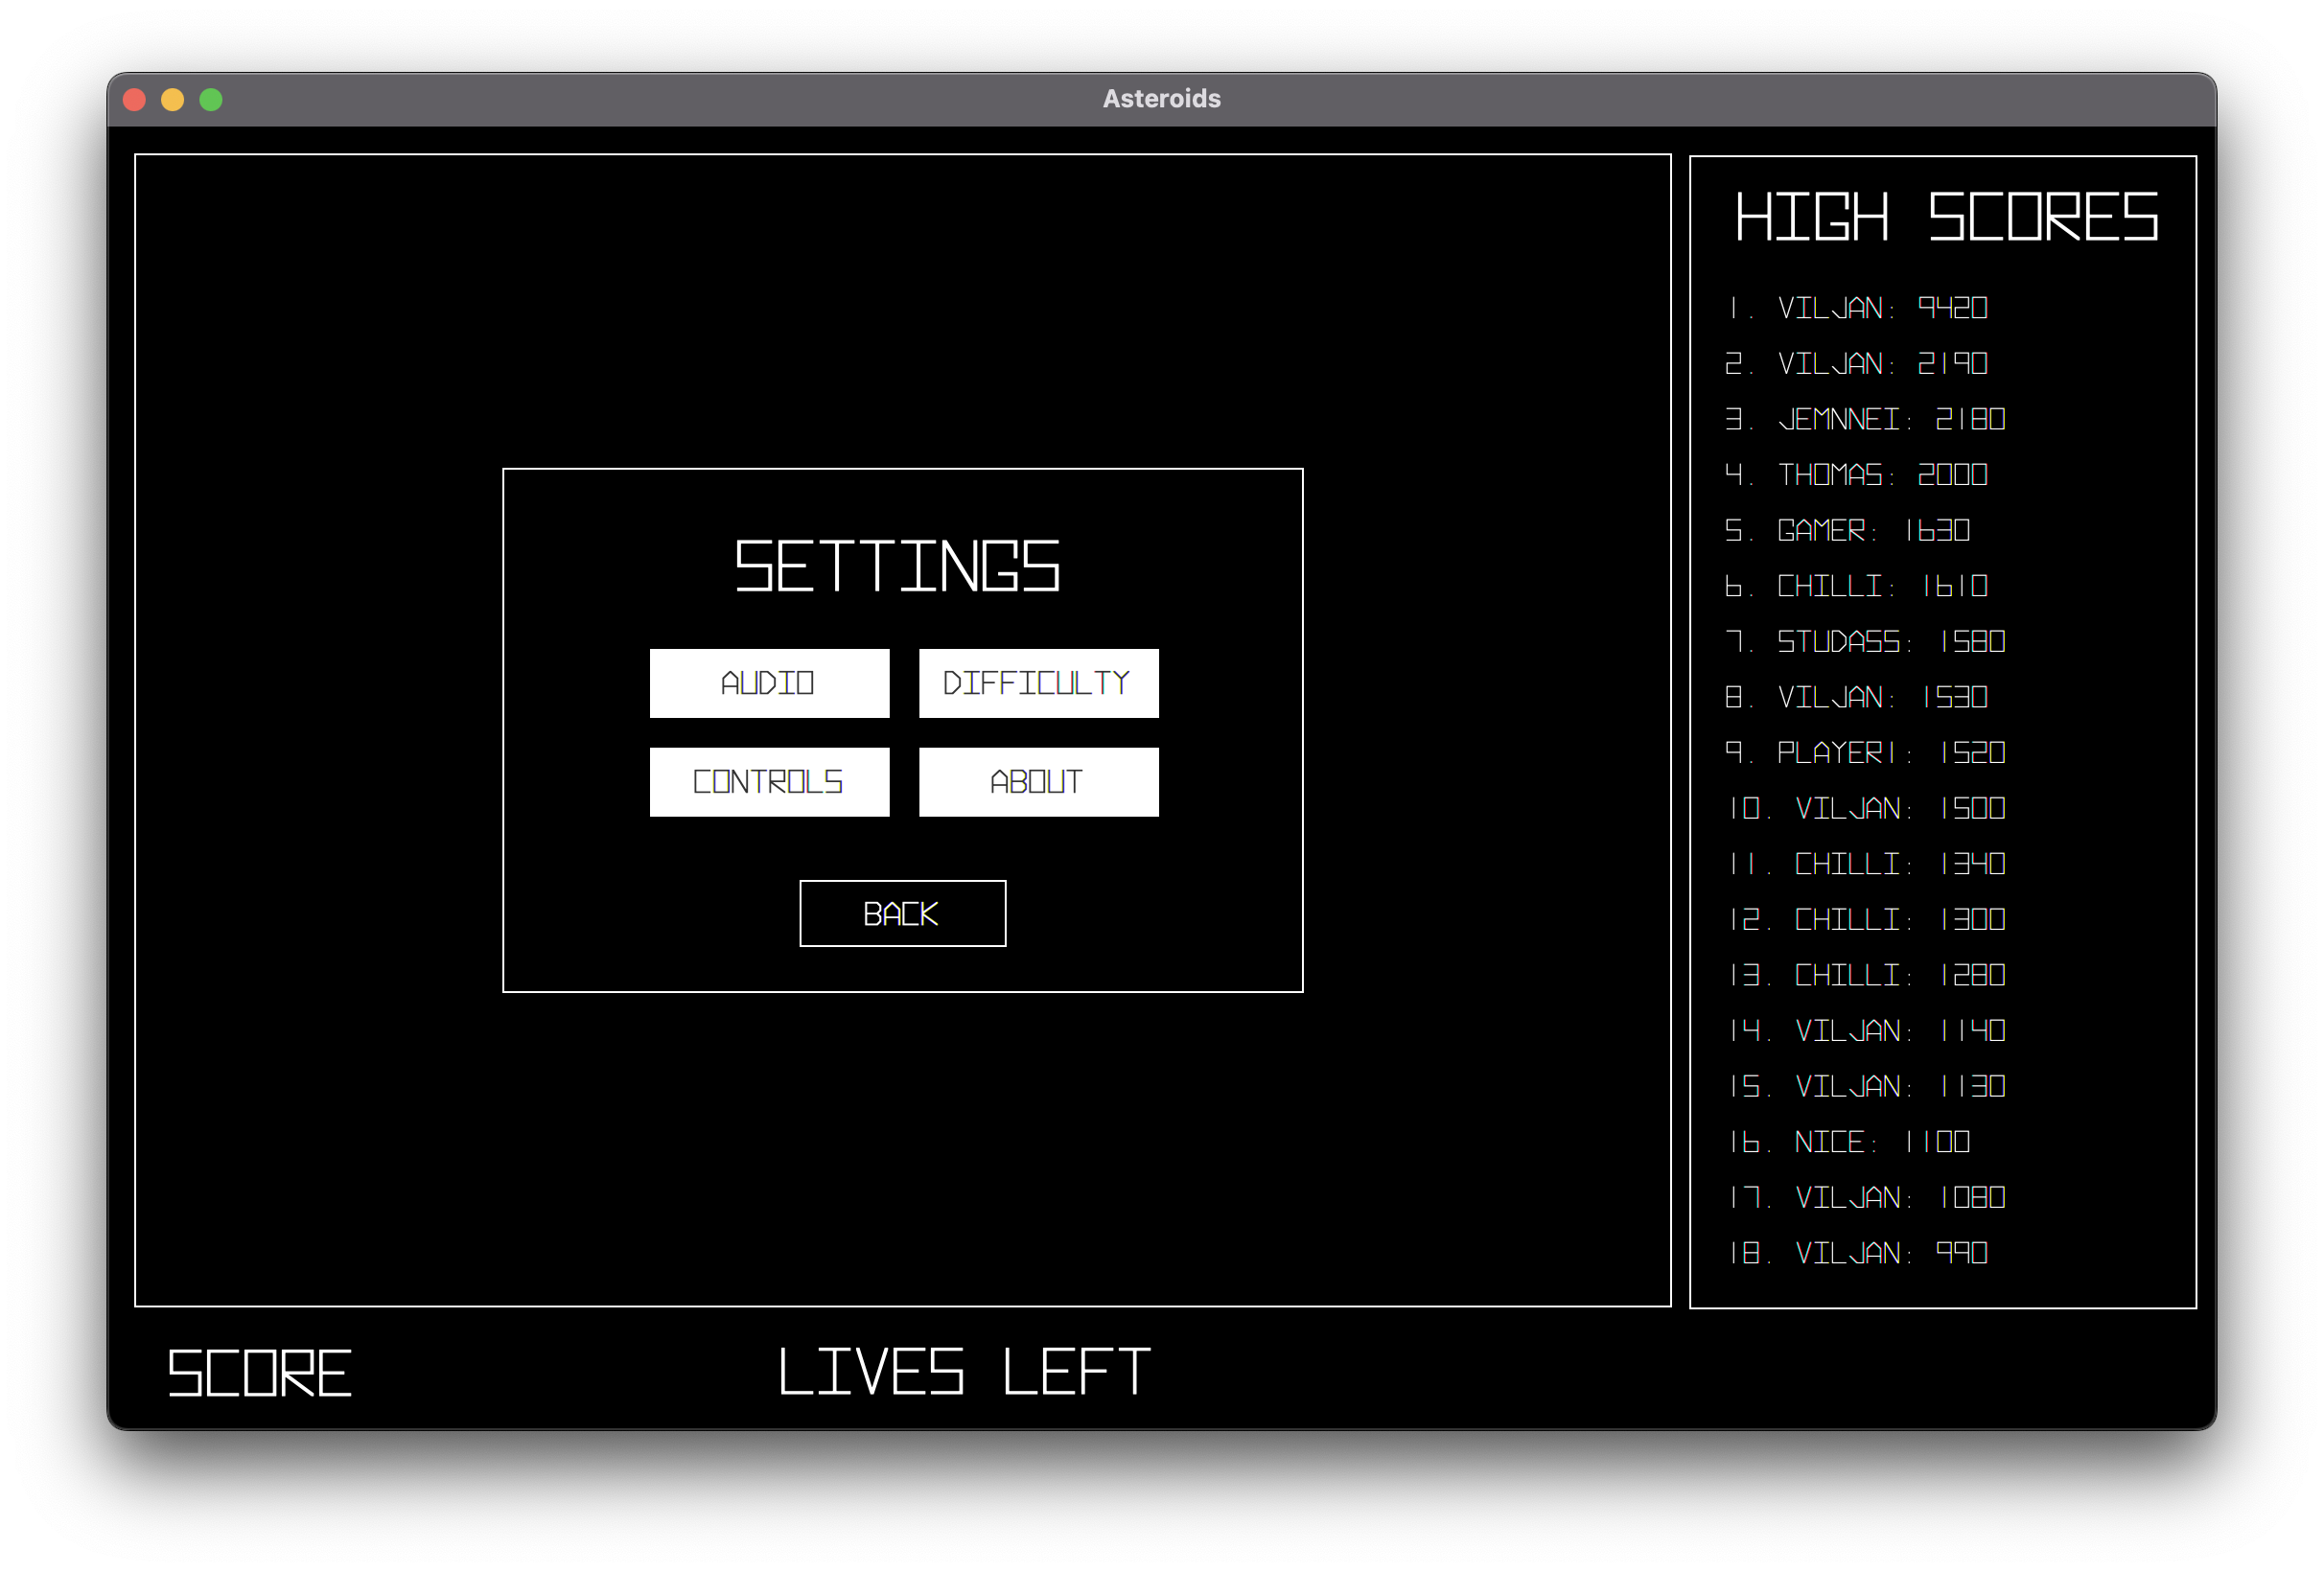 Asteroids
SETTINGS
AUDIO DIFFICULTY
CONTROLS ABOUT
BACK
HIGH SCORES
1. VILJAN: 9420
2. VILJAN: 2190
3. JEMNNEI: 2180
4. THOMAS: 2000
5. GAMER: 1630
6. CHILLI: 1610
7. STUDASS: 1580
8. VILJAN: 1530
9. PLAYER1: 1520
10. VILJAN: 1500
11. CHILLI: 1340
12. CHILLI: 1300
13. CHILLI: 1280
14. VILJAN: 1140
15. VILJAN: 1130
16. NICE: 1100
17. VILJAN: 1080
18. VILJAN: 990
SCORE LIVES LEFT